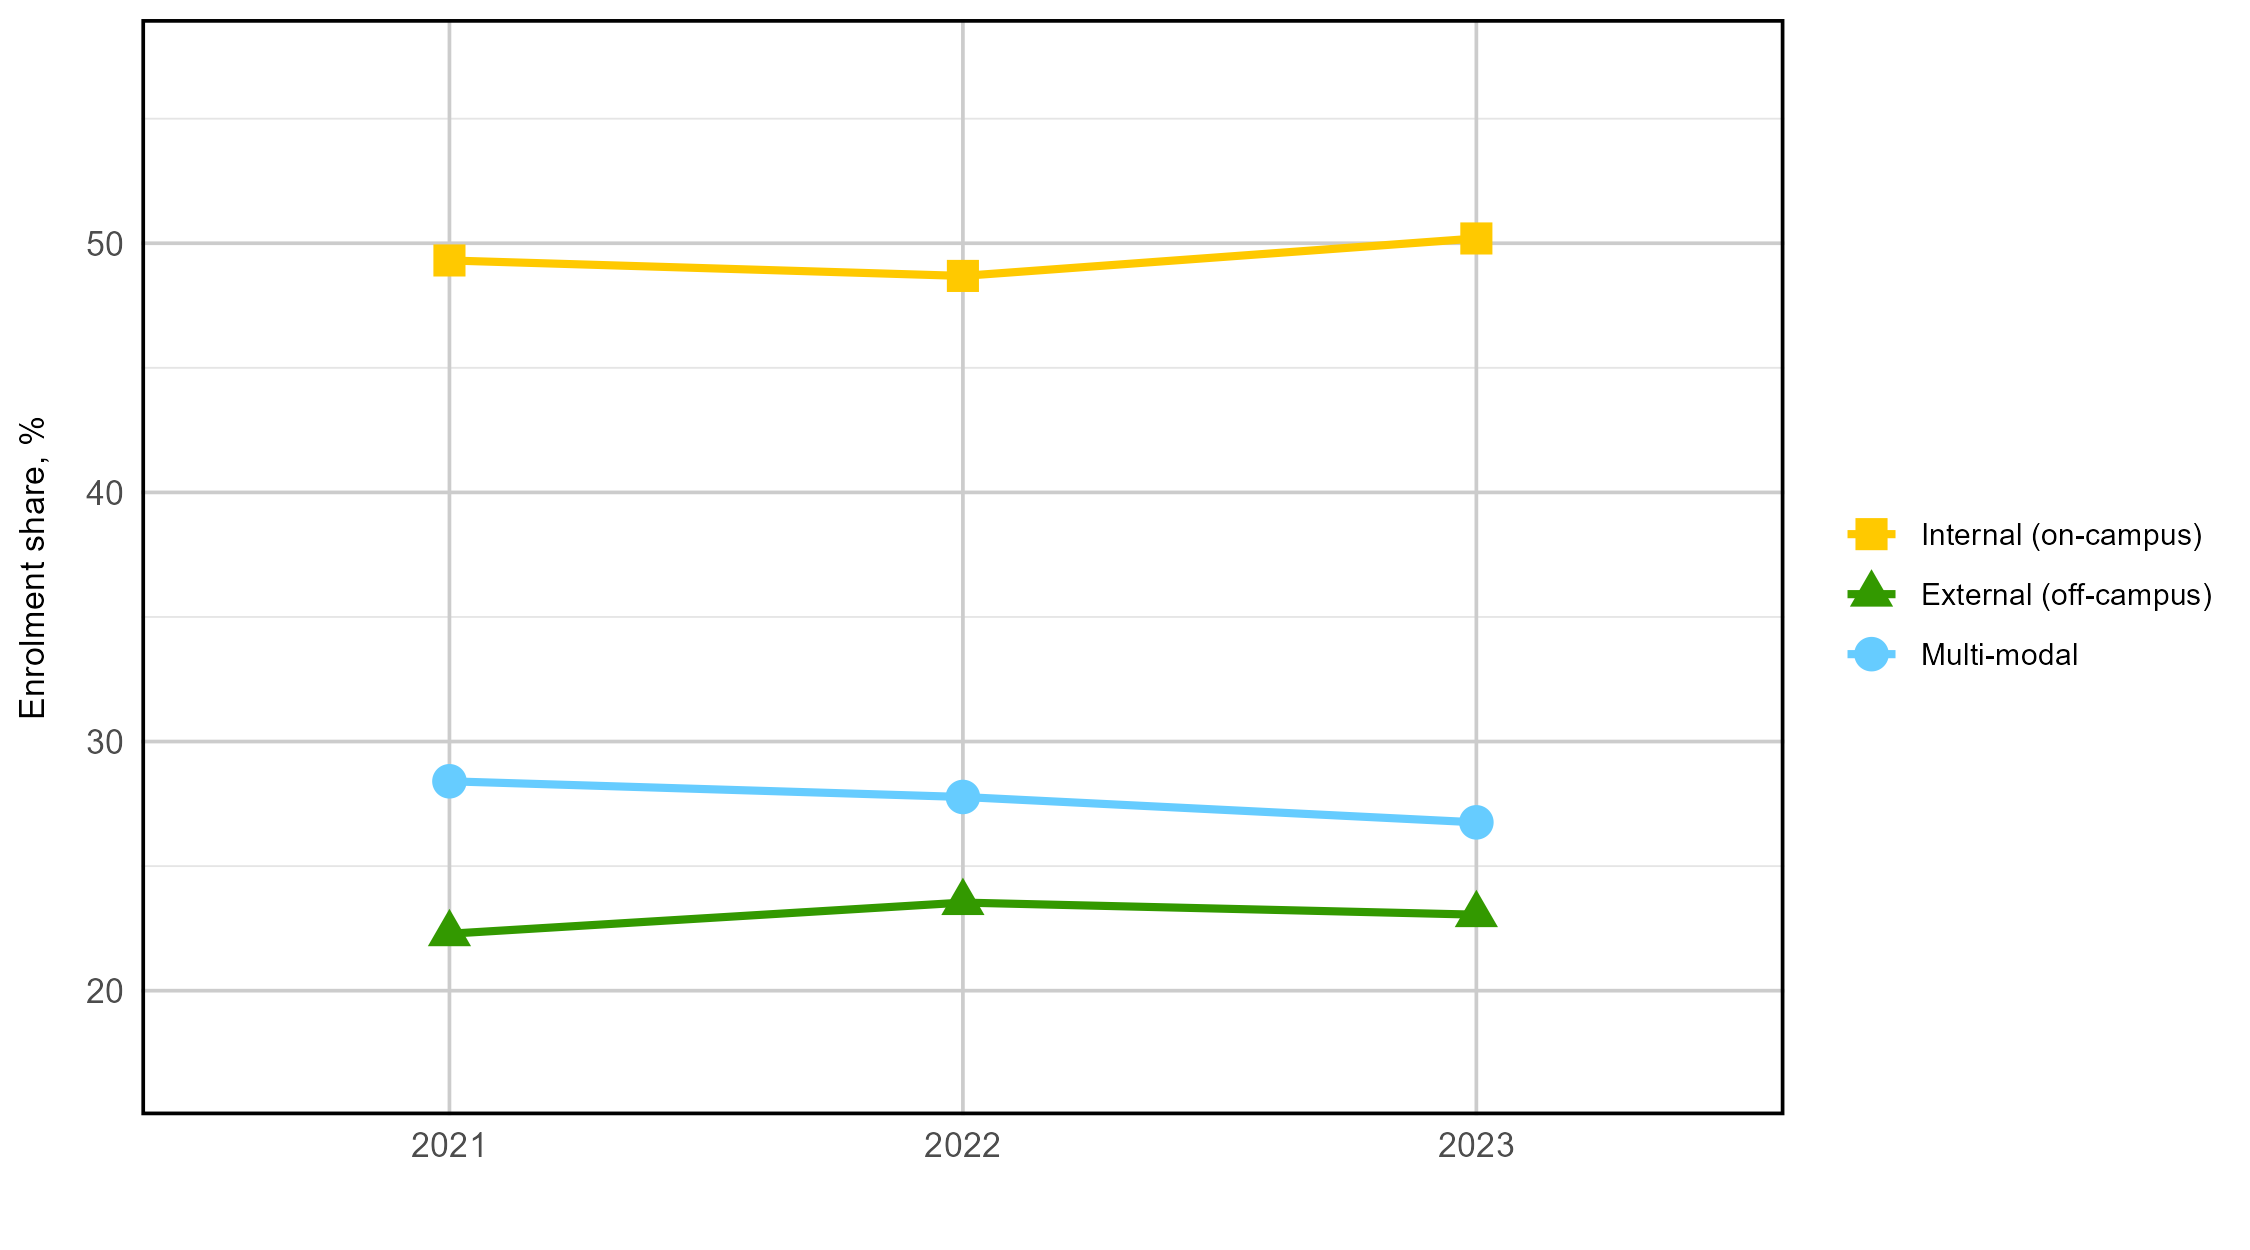 Enrolment share, %
50
40
30
20
2021
2022
2023
Internal (on-campus)
External (off-campus)
Multi-modal